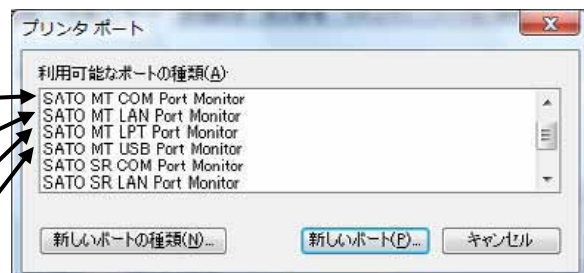 プリンタ ポート
利用可能なポートの種類(A)
SATO MT COM Port Monitor
SATO MT LAN Port Monitor
SATO MT LPT Port Monitor
SATO MT USB Port Monitor
SATO SR COM Port Monitor
SATO SR LAN Port Monitor
新しいポートの種類(N)...
新しいポート(P)...
キャンセル